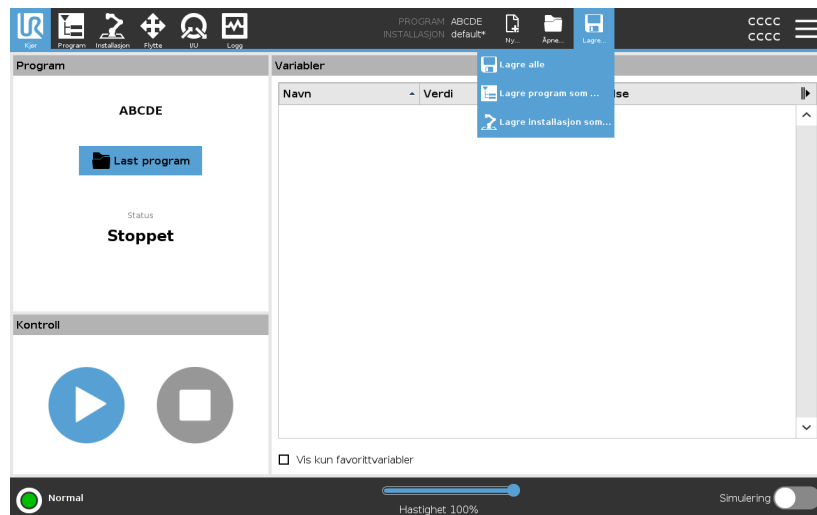 UR
Kjør
Program
Installasjon
Flytte
I/U
Logg
PROGRAM ABCDE
INSTALLASJON default*
Ny...
Åpne...
Lagre...
CCCC
CCCC
Lagre alle
Lagre program som ...
Lagre installasjon som...
Program
ABCDE
Last program
Status
Stoppet
Variabler
Navn
Verdi
lse
Kontroll
Vis kun favorittvariabler
Normal
Hastighet 100%
Simulering